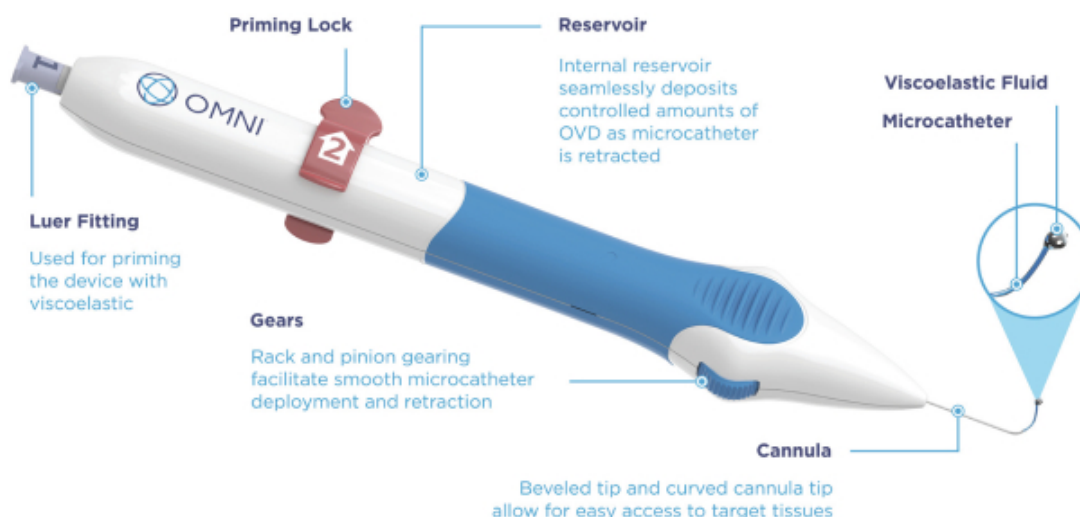 Priming Lock
Reservoir
Internal reservoir
seamlessly deposits
controlled amounts of
OVD as microcatheter
is retracted
Viscoelastic Fluid
Microcatheter
1
OMNI
2
Luer Fitting
Used for priming
the device with
viscoelastic
Gears
Rack and pinion gearing
facilitate smooth microcatheter
deployment and retraction
Cannula
Beveled tip and curved cannula tip
allow for easy access to target tissues